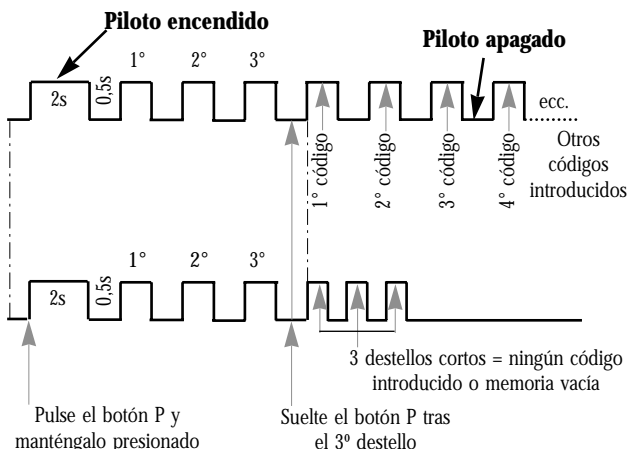 Piloto encendido
Piloto apagado
1° 2° 3°
2s
0,5s
1° código
2° código
3° código
4° código
ecc.
Otros
códigos
introducidos
1° 2° 3°
2s
0,5s
3 destellos cortos = ningún código
introducido o memoria vacía
Pulse el botón P y
manténgalo presionado
Suelte el botón P tras
el 3º destello